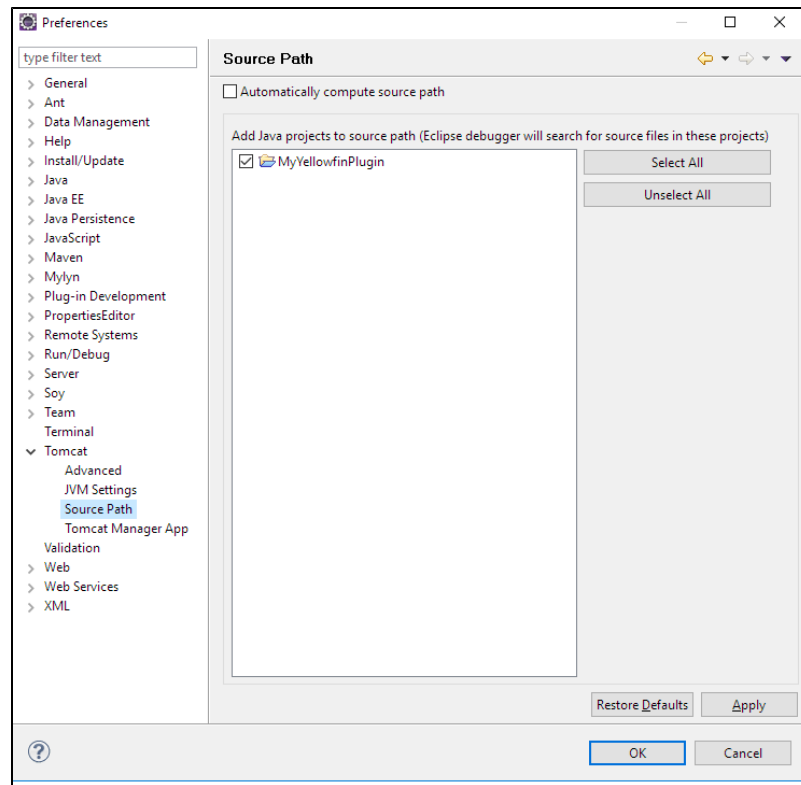 Preferences
type filter text
General
Ant
Data Management
Help
Install/Update
Java
Java EE
Java Persistence
JavaScript
Maven
Mylyn
Plug-in Development
PropertiesEditor
Remote Systems
Run/Debug
Server
Soy
Team
Terminal
Tomcat
Advanced
JVM Settings
Source Path
Tomcat Manager App
Validation
Web
Web Services
XML
Source Path
Automatically compute source path
Add Java projects to source path (Eclipse debugger will search for source files in these projects)
MyYellowfinPlugin
Select All
Unselect All
Restore Defaults
Apply
?
OK
Cancel